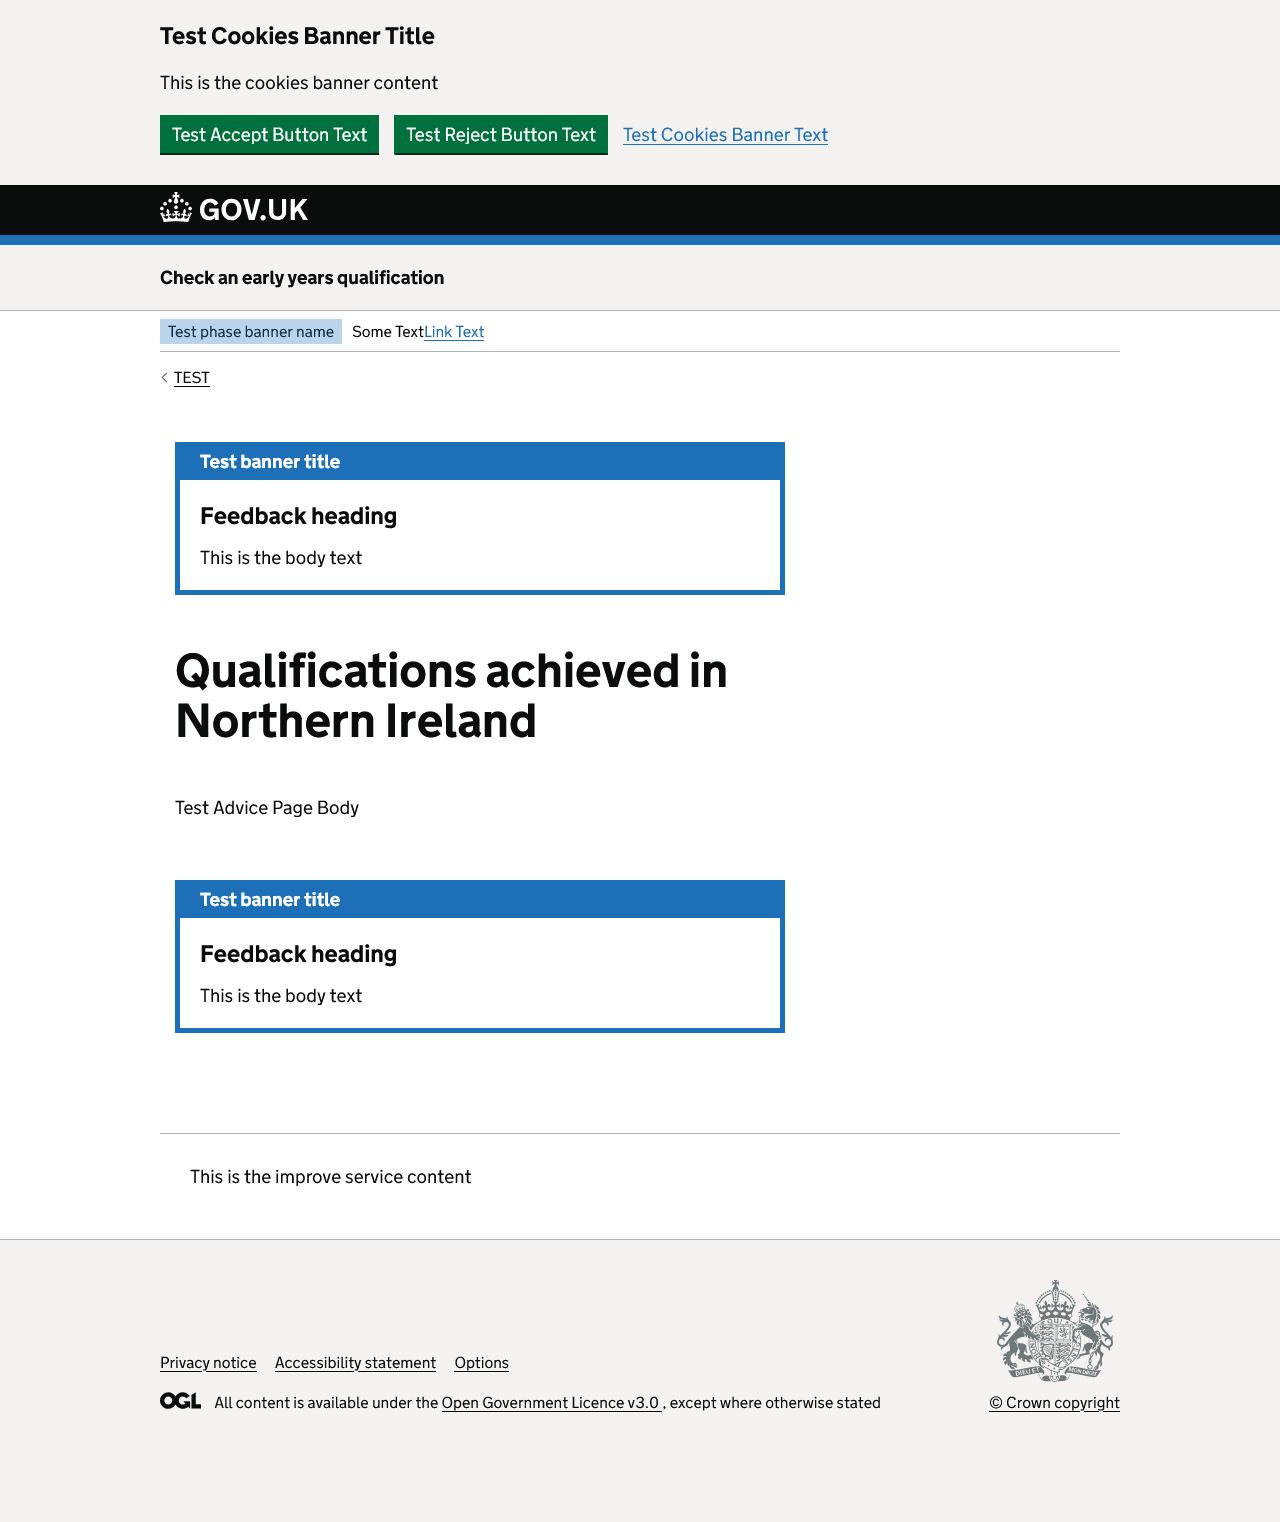 Test Cookies Banner Title
This is the cookies banner content
Test Accept Button Text Test Reject Button Text Test Cookies Banner Text
GOV.UK
Check an early years qualification
Test phase banner name Some TextLink Text
TEST
Test banner title
Feedback heading
This is the body text
Qualifications achieved in
Northern Ireland
Test Advice Page Body
Test banner title
Feedback heading
This is the body text
This is the improve service content
Privacy notice Accessibility statement Options
OGL All content is available under the Open Government Licence v3.0 , except where otherwise stated
© Crown copyright